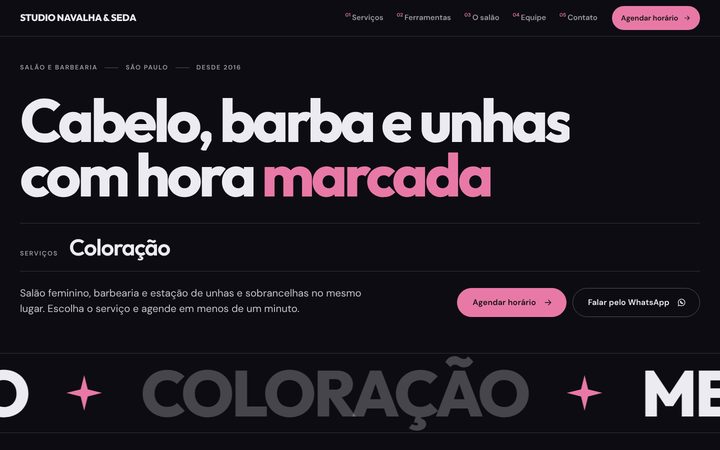 STUDIO NAVALHA & SEDA
01 Serviços 02 Ferramentas 03 O salão 04 Equipe 05 Contato Agendar horário →
SALÃO E BARBEARIA — SÃO PAULO — DESDE 2016
Cabelo, barba e unhas
com hora marcada
SERVIÇOS Coloração
Salão feminino, barbearia e estação de unhas e sobrancelhas no mesmo
lugar. Escolha o serviço e agende em menos de um minuto.
Agendar horário → Falar pelo WhatsApp
O COLORAÇÃO ME